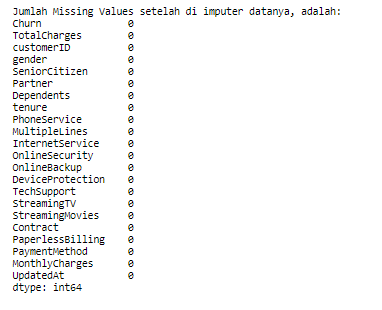 Jumlah Missing Values setelah di imputer datanya, adalah:
Churn 0
TotalCharges 0
customerID 0
gender 0
SeniorCitizen 0
Partner 0
Dependents 0
tenure 0
PhoneService 0
MultipleLines 0
InternetService 0
OnlineSecurity 0
OnlineBackup 0
DeviceProtection 0
TechSupport 0
StreamingTV 0
StreamingMovies 0
Contract 0
PaperlessBilling 0
PaymentMethod 0
MonthlyCharges 0
UpdatedAt 0
dtype: int64